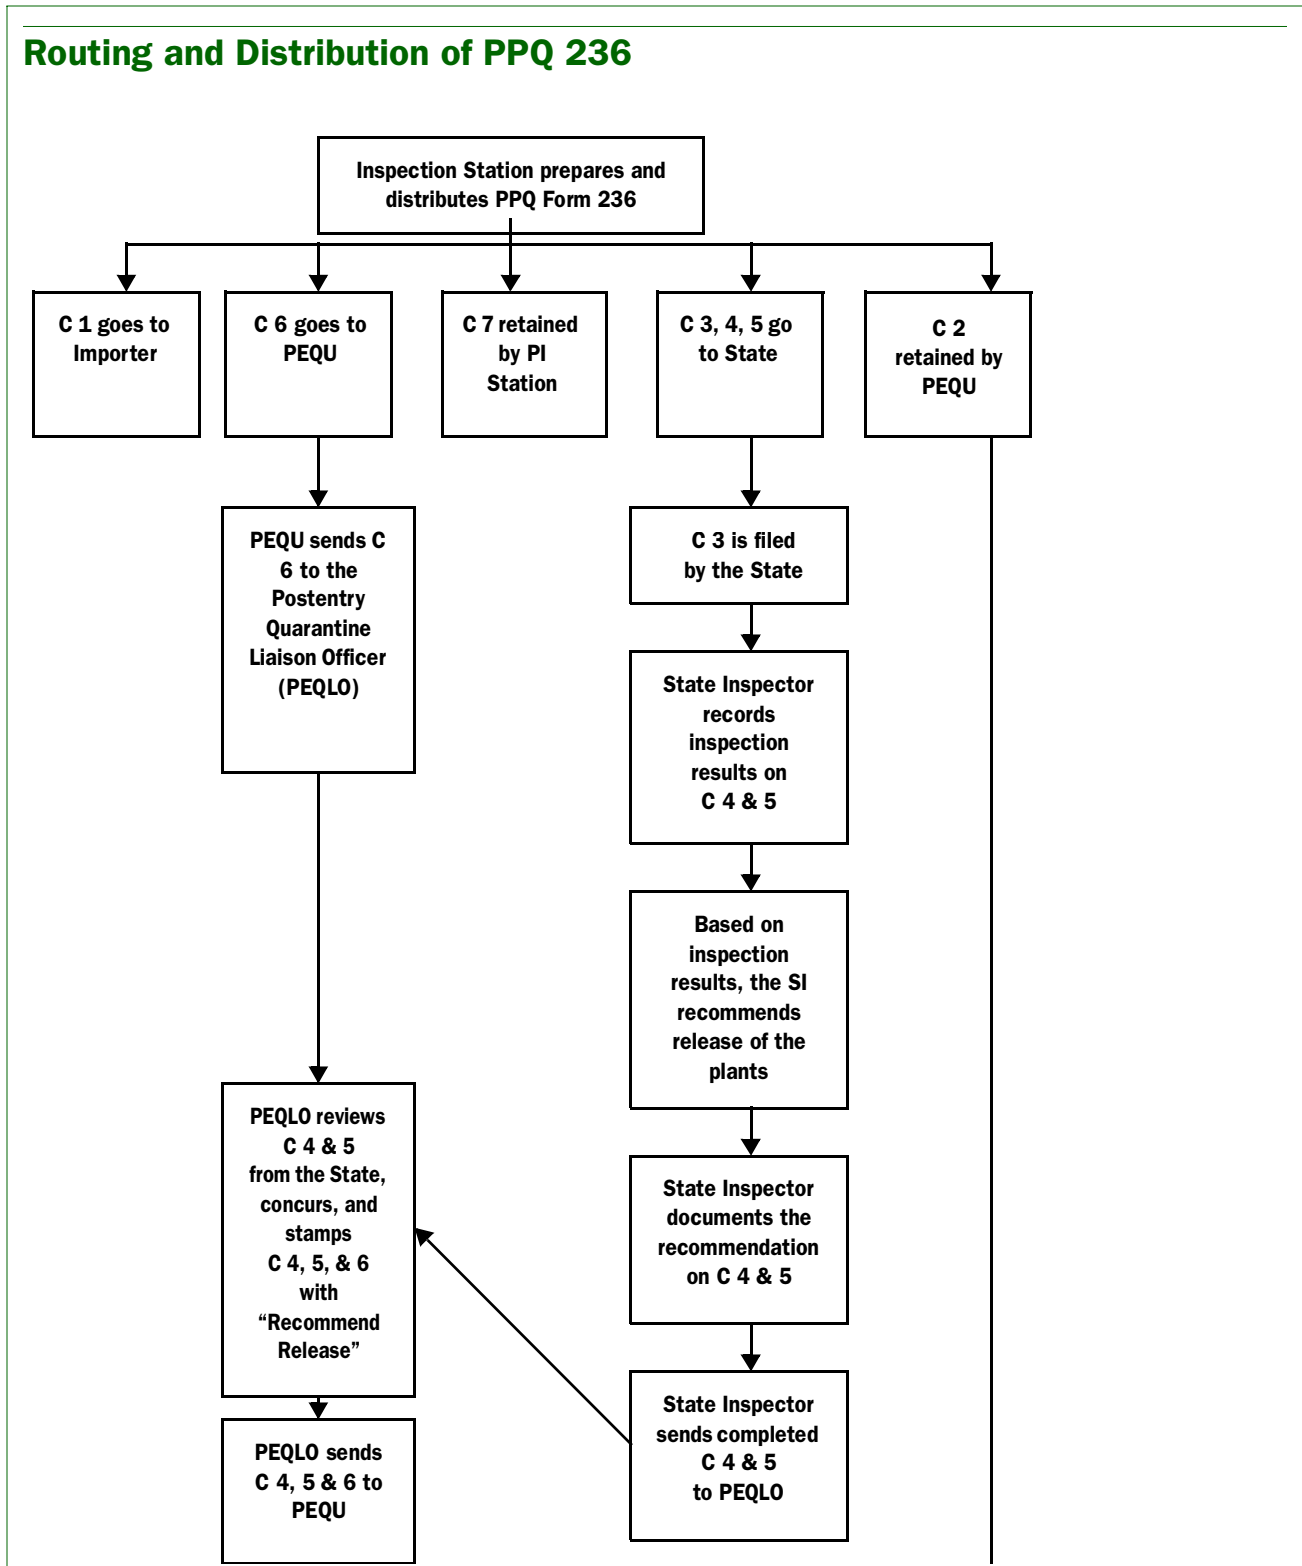 Routing and Distribution of PPQ 236
Inspection Station prepares and
distributes PPQ Form 236
C 1 goes to
Importer
C 6 goes to
PEQU
C 7 retained
by PI
Station
C 3, 4, 5 go
to State
C 2
retained by
PEQU
PEQU sends C
6 to the
Postentry
Quarantine
Liaison Officer
(PEQLO)
C 3 is filed
by the State
State Inspector
records
inspection
results on
C 4 & 5
Based on
inspection
results, the SI
recommends
release of the
plants
PEQLO reviews
C 4 & 5
from the State,
concurs, and
stamps
C 4, 5, & 6
with
“Recommend
Release”
State Inspector
documents the
recommendation
on C 4 & 5
State Inspector
sends completed
C 4 & 5
to PEQLO
PEQLO sends
C 4, 5 & 6 to
PEQU